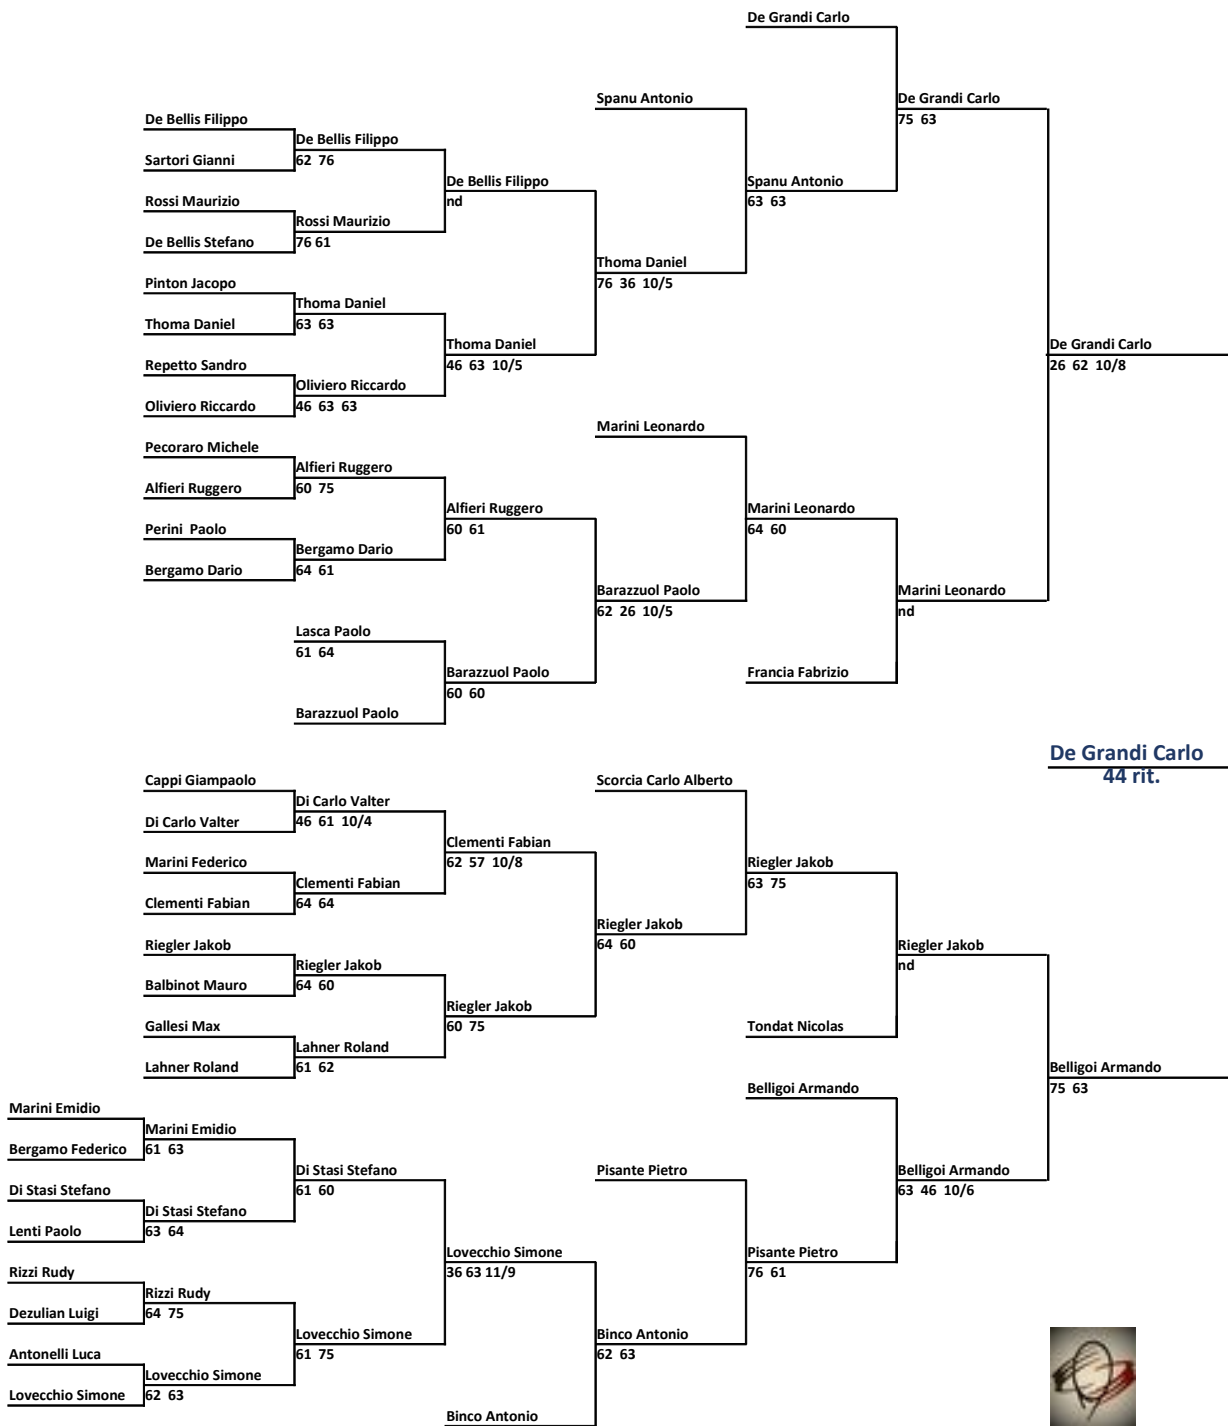 De Grandi Carlo
Spanu Antonio
De Grandi Carlo
75 63
De Bellis Filippo
De Bellis Filippo
62 76
Sartori Gianni
De Bellis Filippo
nd
Spanu Antonio
63 63
Rossi Maurizio
Rossi Maurizio
76 61
De Bellis Stefano
Thoma Daniel
76 36 10/5
Pinton Jacopo
Thoma Daniel
63 63
Thoma Daniel
Thoma Daniel
46 63 10/5
De Grandi Carlo
26 62 10/8
Repetto Sandro
Oliviero Riccardo
46 63 63
Oliviero Riccardo
Marini Leonardo
Pecoraro Michele
Alfieri Ruggero
60 75
Alfieri Ruggero
Alfieri Ruggero
60 61
Marini Leonardo
64 60
Perini Paolo
Bergamo Dario
64 61
Bergamo Dario
Barazzuol Paolo
62 26 10/5
Marini Leonardo
nd
Lasca Paolo
61 64
Barazzuol Paolo
60 60
Francia Fabrizio
Barazzuol Paolo
De Grandi Carlo
44 rit.
Cappi Giampaolo
Scorcia Carlo Alberto
Di Carlo Valter
46 61 10/4
Di Carlo Valter
Clementi Fabian
62 57 10/8
Marini Federico
Riegler Jakob
63 75
Clementi Fabian
64 64
Clementi Fabian
Riegler Jakob
64 60
Riegler Jakob
Riegler Jakob
nd
Riegler Jakob
64 60
Balbinot Mauro
Riegler Jakob
60 75
Gallesi Max
Tondat Nicolas
Lahner Roland
61 62
Lahner Roland
Belligoi Armando
75 63
Belligoi Armando
Marini Emidio
Marini Emidio
61 63
Bergamo Federico
Di Stasi Stefano
61 60
Pisante Pietro
Belligoi Armando
63 46 10/6
Di Stasi Stefano
Di Stasi Stefano
63 64
Lenti Paolo
Lovecchio Simone
36 63 11/9
Pisante Pietro
76 61
Rizzi Rudy
Rizzi Rudy
64 75
Dezulian Luigi
Lovecchio Simone
61 75
Binco Antonio
62 63
Antonelli Luca
Lovecchio Simone
62 63
Lovecchio Simone
Binco Antonio